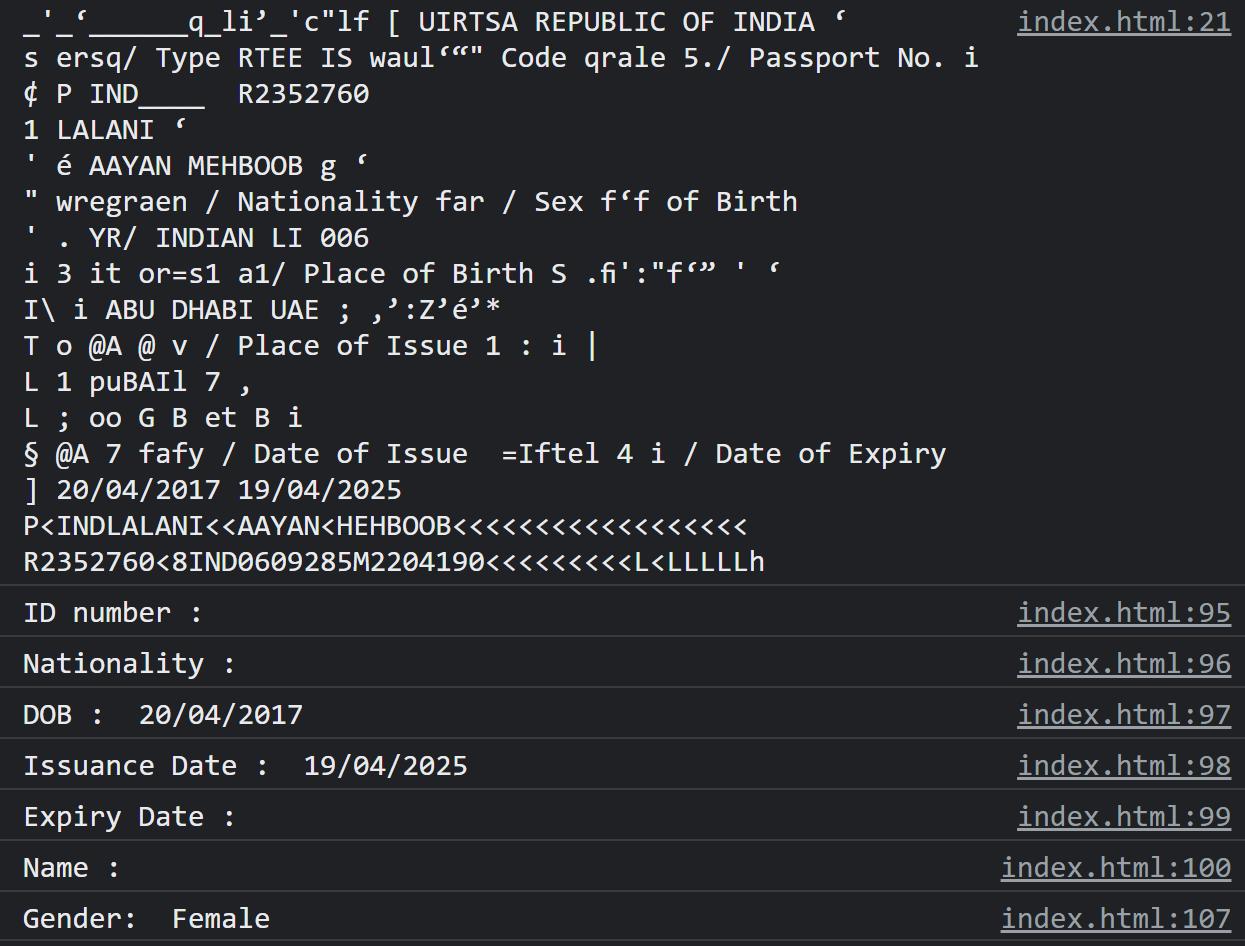 _'_‘______q_li’_'c"lf [ UIRTSA REPUBLIC OF INDIA ‘ index.html:21
s ersq/ Type RTEE IS waul‘“" Code qrale 5./ Passport No. i
¢ P IND____ R2352760
1 LALANI ‘
' é AAYAN MEHBOOB g ‘
" wregraen / Nationality far / Sex f‘f of Birth
' . YR/ INDIAN LI 006
i 3 it or=s1 a1/ Place of Birth S .ﬁ':"f‘” ' ‘
I\ i ABU DHABI UAE ; ,’:Z’é’*
T o @A @ v / Place of Issue 1 : i |
L 1 puBAIl 7 ,
L ; oo G B et B i
§ @A 7 fafy / Date of Issue =Iftel 4 i / Date of Expiry
] 20/04/2017 19/04/2025
P<INDLALANI<<AAYAN<HEHBOOB<<<<<<<<<<<<<<<<<<
R2352760<8IND0609285M2204190<<<<<<<<<L<LLLLLh
ID number : index.html:95
Nationality : index.html:96
DOB : 20/04/2017 index.html:97
Issuance Date : 19/04/2025 index.html:98
Expiry Date : index.html:99
Name : index.html:100
Gender: Female index.html:107